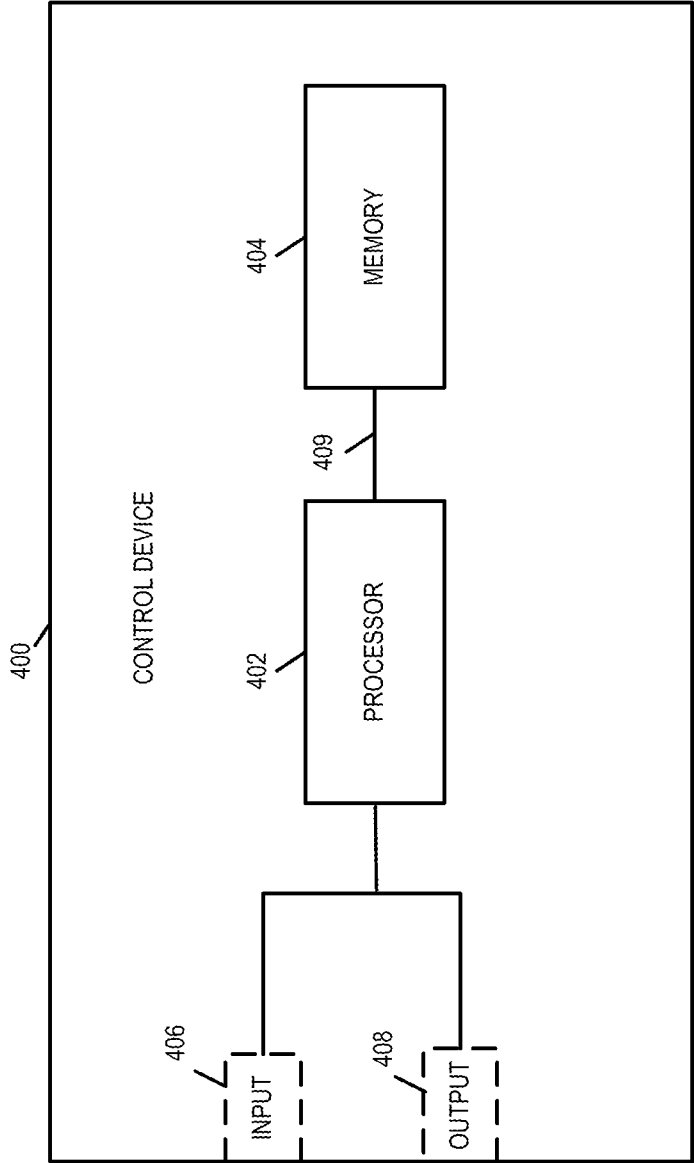 400
CONTROL DEVICE
406
INPUT
408
OUTPUT
402
PROCESSOR
409
404
MEMORY